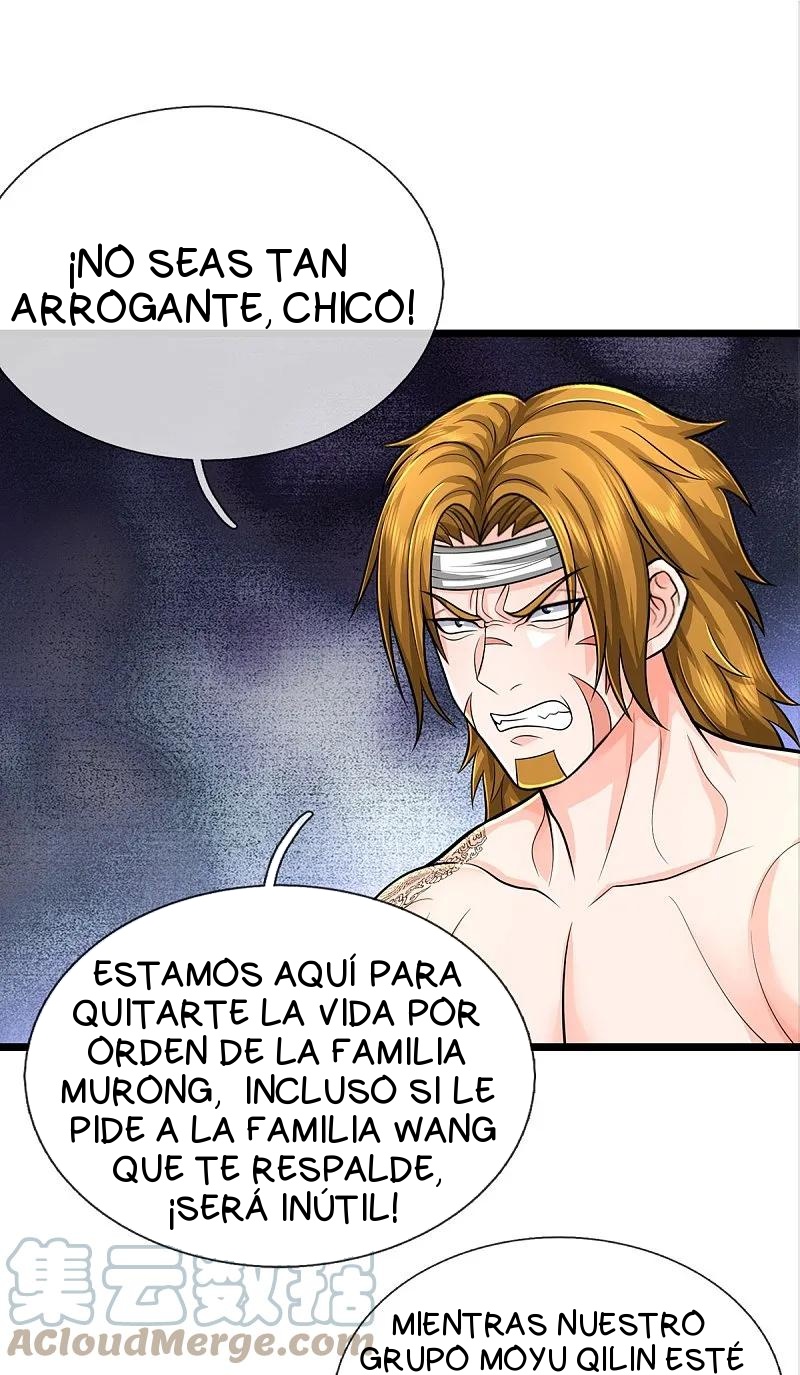 ¡NO SEAS TAN
ARROGANTE, CHICO!
ESTAMOS AQUÍ PARA
QUITARTE LA VIDA POR
ORDEN DE LA FAMILIA
MURONG, INCLUSO SI LE
PIDE A LA FAMILIA WANG
QUE TE RESPALDE,
¡SERÁ INÚTIL!
集云数据
AcloudMerge.com
MIENTRAS NUESTRO
GRUPO MOYU QILIN ESTÉ